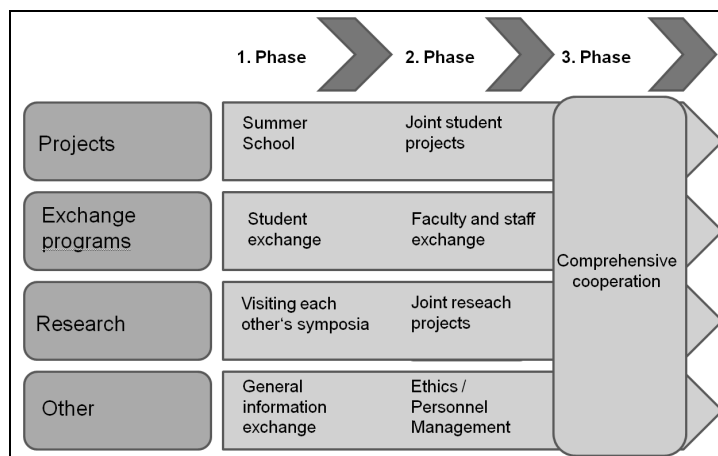 1. Phase
2. Phase
3. Phase
Projects
Summer
School
Joint student
projects
Exchange
programs
Student
exchange
Faculty and staff
exchange
Comprehensive
cooperation
Research
Visiting each
other‘s symposia
Joint reseach
projects
Other
General
information
exchange
Ethics /
Personnel
Management